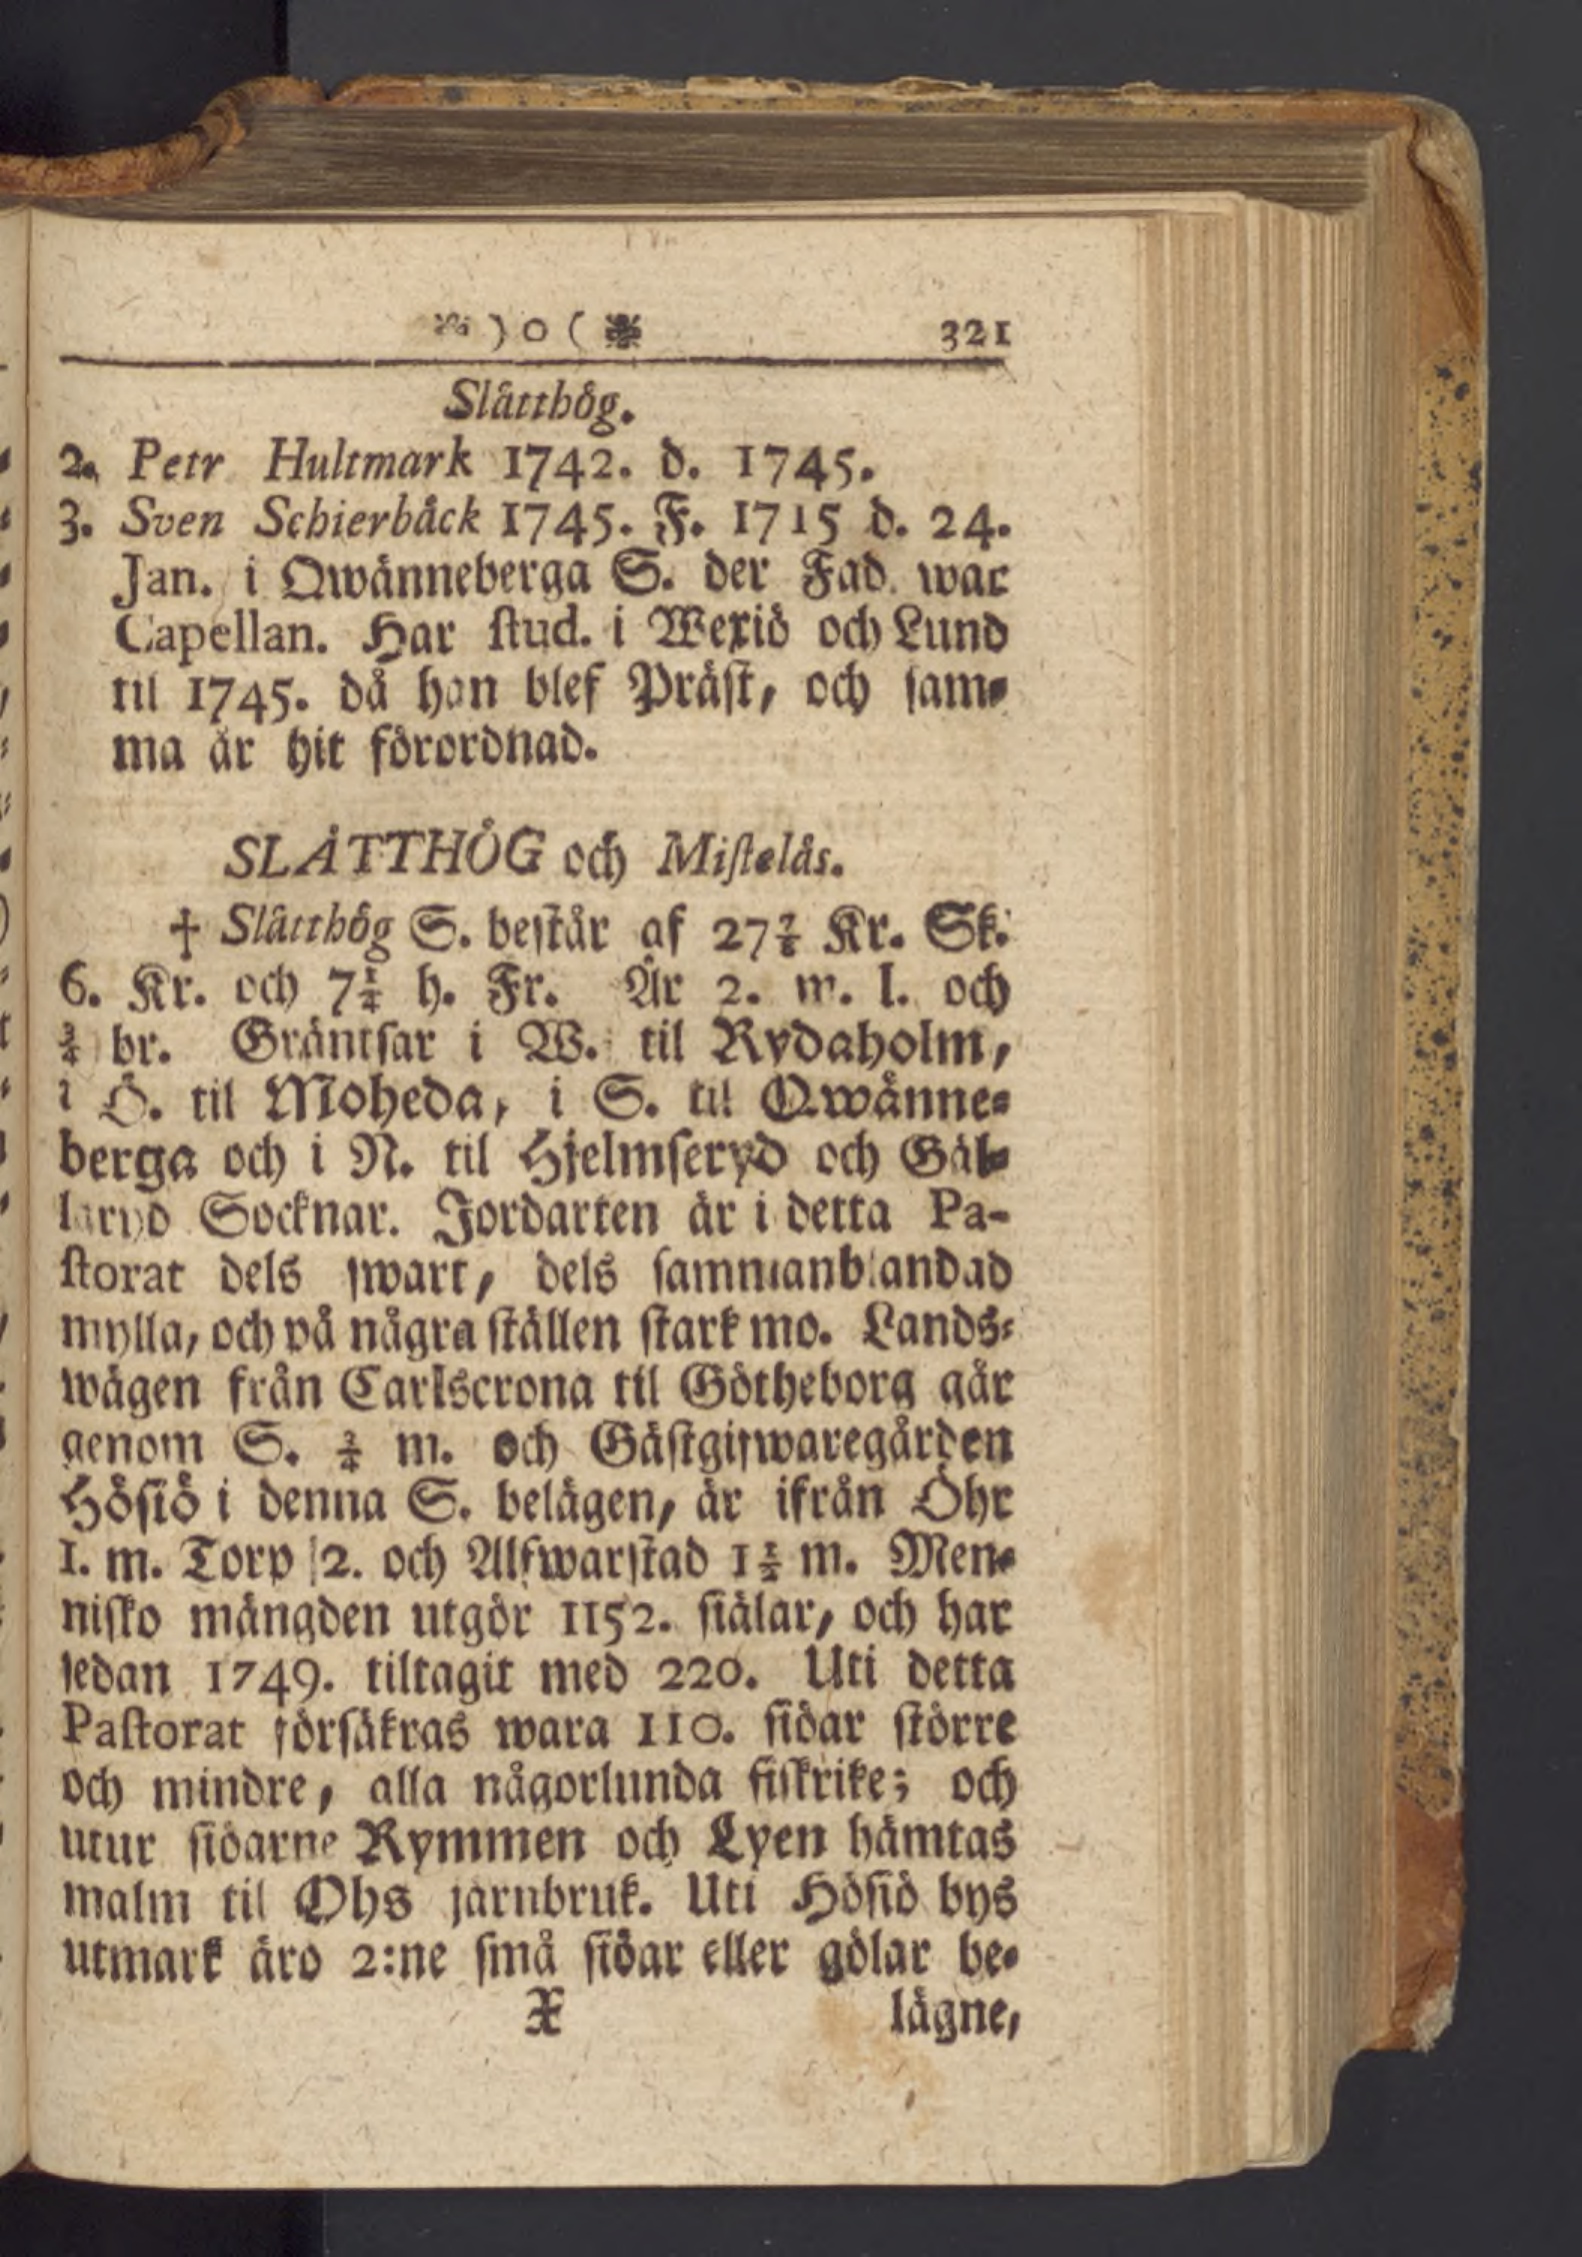 )o( 321
Slätthög.
2. Petr Hultmark 1742. d. 1745.
3. Sven Schierbäck 1745. F. 1715 d. 24.
Jan. i Qwänneberga S. der Fad. war
Capellan. Har stud. i Wexiö och Lund
til 1745. då han blef Präst, och sam-
ma år hit förordnad.
SLÄTTHÖG och Mistelås.
† Slätthög S. består af 27⅞ Kr. Sk.
6. Kr. och 7¼ h. Fr. Är 2. m. l. och
¾ br. Gräntsar i W. til Rydaholm,
i Ö. til Moheda, i S. til Qwänne-
berga och i N. til Hjelmseryd och Gäl-
laryd Socknar. Jordarten är i detta Pa-
storat dels swart, dels sammanblandad
mylla, och på några ställen stark mo. Lands-
wägen från Carlscrona til Götheborg går
genom S. ¾ m. och Gästgifwaregården
Hösiö i denna S. belägen, är ifrån Öhr
1. m. Torp 2. och Alfwarstad 1½ m. Men-
nisko mängden utgör 1152. siälar, och har
sedan 1749. tiltagit med 220. Uti detta
Pastorat försäkras wara 110. siöar större
och mindre, alla någorlunda fiskrike; och
utur siöarne Rymmen och Lyen hämtas
malm til Ohs järnbruk. Uti Hösiö bys
utmark äro 2:ne små siöar eller gölar be-
X lägne,